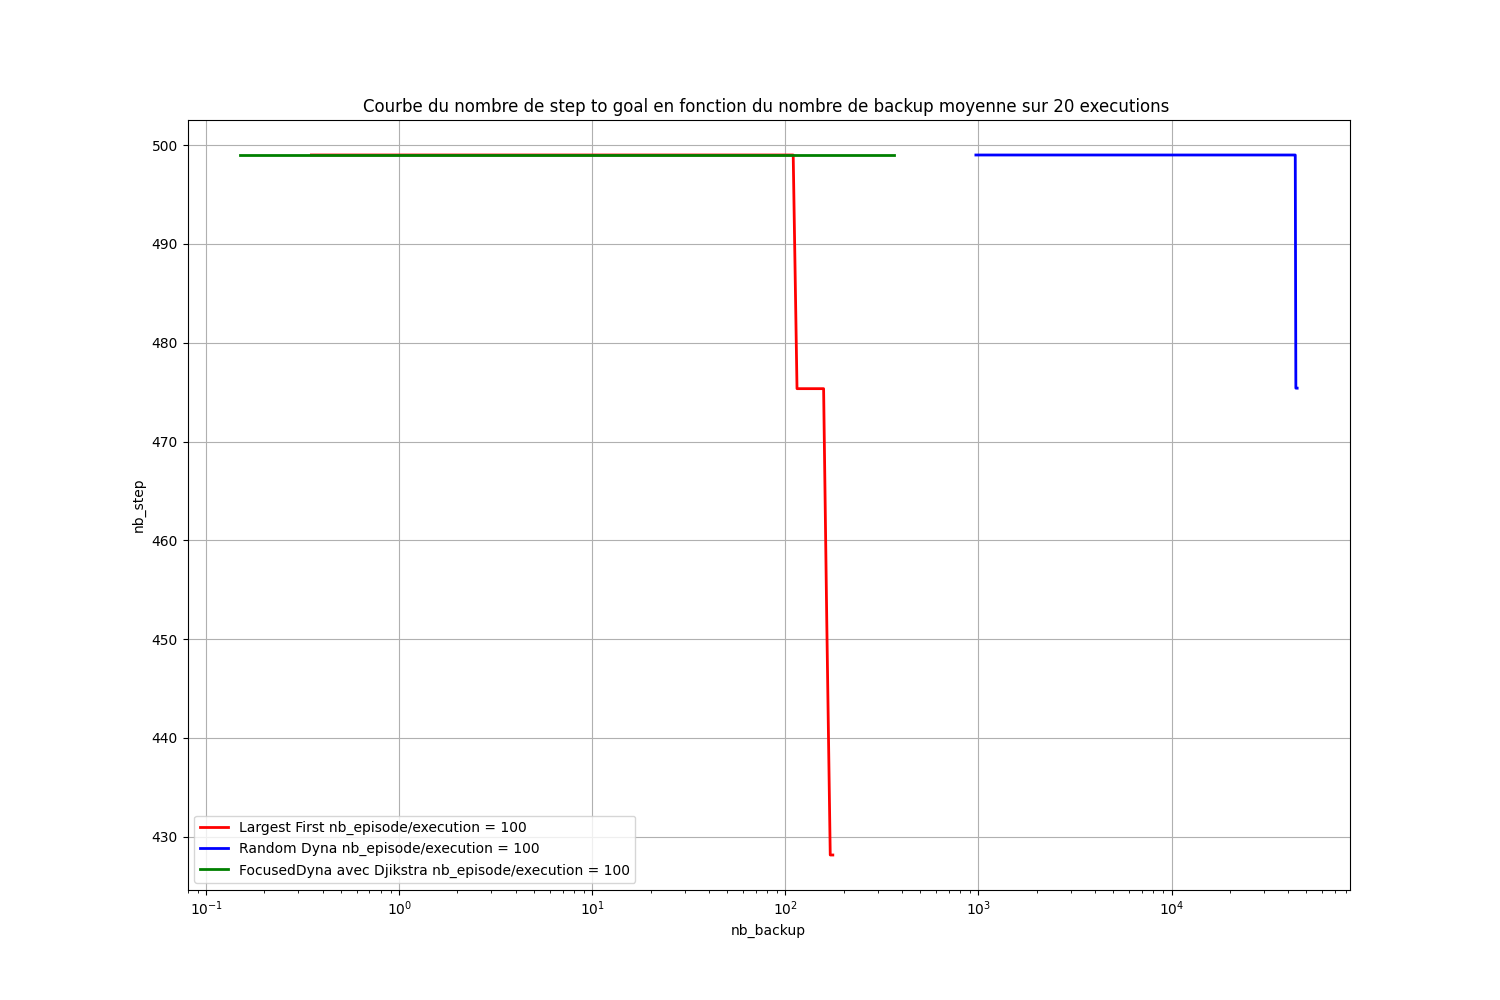 Courbe du nombre de step to goal en fonction du nombre de backup moyenne sur 20 executions
500
490
480
470
460
450
440
430
nb_step
Largest First nb_episode/execution = 100
Random Dyna nb_episode/execution = 100
FocusedDyna avec Djikstra nb_episode/execution = 100
10⁻¹ 10⁰ 10¹ 10² 10³ 10⁴
nb_backup